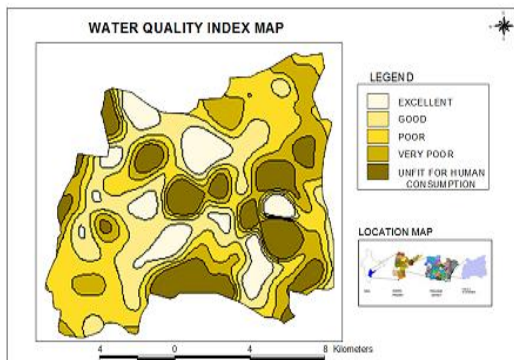 WATER QUALITY INDEX MAP
LEGEND
EXCELLENT
GOOD
POOR
VERY POOR
UNFIT FOR HUMAN
CONSUMPTION
LOCATION MAP
4 0 4 8 Kilometers